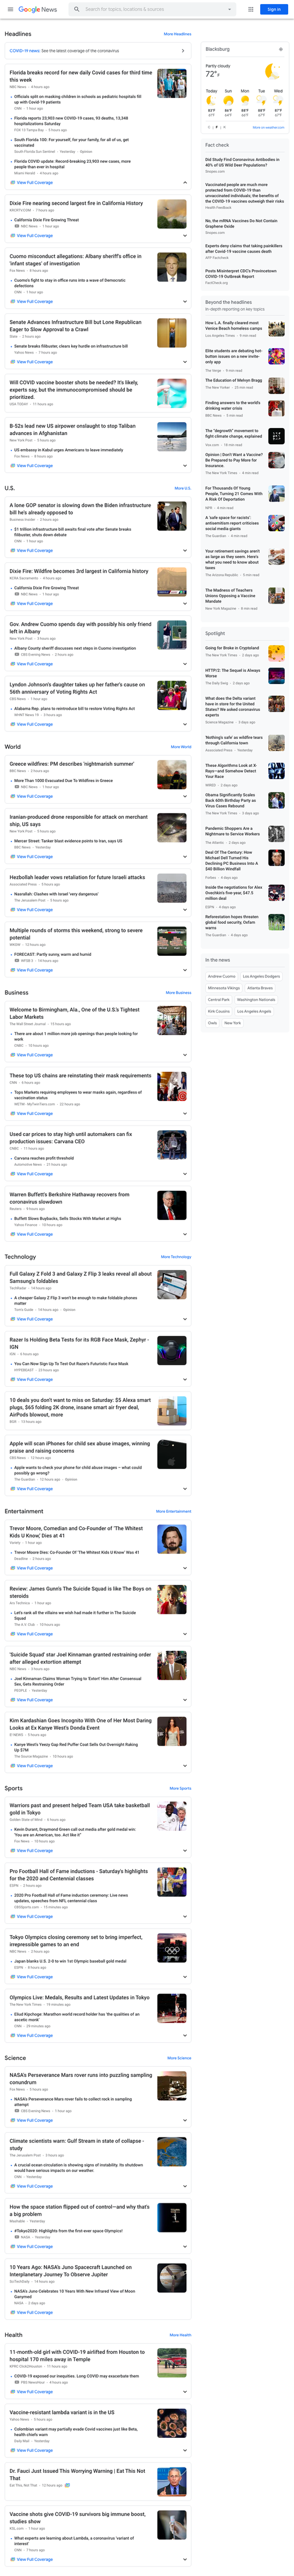 Google News
Search for topics, locations & sources
Sign in
Headlines
More Headlines
COVID-19 news: See the latest coverage of the coronavirus
Florida breaks record for new daily Covid cases for third time
this week
NBC News · 4 hours ago
Officials split on masking children in schools as pediatric hospitals fill
up with Covid-19 patients
CNN · 1 hour ago
Florida reports 23,903 new COVID-19 cases, 93 deaths, 13,348
hospitalizations Saturday
FOX 13 Tampa Bay · 5 hours ago
South Florida 100: For yourself, for your family, for all of us, get
vaccinated
South Florida Sun Sentinel · Yesterday · Opinion
Florida COVID update: Record-breaking 23,903 new cases, more
people than ever in hospital
Miami Herald · 4 hours ago
View Full Coverage
Dixie Fire nearing second largest fire in California History
KRCRTV.COM · 7 hours ago
California Dixie Fire Growing Threat
NBC News · 1 hour ago
View Full Coverage
Cuomo misconduct allegations: Albany sheriff's office in
'infant stages' of investigation
Fox News · 8 hours ago
Cuomo's fight to stay in office runs into a wave of Democratic
defections
CNN · 1 hour ago
View Full Coverage
Senate Advances Infrastructure Bill but Lone Republican
Eager to Slow Approval to a Crawl
Slate · 2 hours ago
Senate breaks filibuster, clears key hurdle on infrastructure bill
Yahoo News · 7 hours ago
View Full Coverage
Will COVID vaccine booster shots be needed? It's likely,
experts say, but the immunocompromised should be
prioritized.
USA TODAY · 11 hours ago
B-52s lead new US airpower onslaught to stop Taliban
advances in Afghanistan
New York Post · 5 hours ago
US embassy in Kabul urges Americans to leave immediately
Fox News · 8 hours ago
View Full Coverage
U.S.
More U.S.
A lone GOP senator is slowing down the Biden infrastructure
bill he's already opposed to
Business Insider · 3 hours ago
$1 trillion infrastructure bill awaits final vote after Senate breaks
filibuster, shuts down debate
CNN · 1 hour ago
View Full Coverage
Dixie Fire: Wildfire becomes 3rd largest in California history
KCRA Sacramento · 4 hours ago
California Dixie Fire Growing Threat
NBC News · 1 hour ago
View Full Coverage
Gov. Andrew Cuomo spends day with possibly his only friend
left in Albany
New York Post · 4 hours ago
Albany County sheriff discusses next steps in Cuomo investigation
CBS Evening News · 2 hours ago
View Full Coverage
Lyndon Johnson's daughter takes up her father's cause on
56th anniversary of Voting Rights Act
CBS News · 1 hour ago
Alabama Rep. plans to reintroduce bill to restore Voting Rights Act
WHNT News 19 · 3 hours ago
View Full Coverage
World
More World
Greece wildfires: PM describes 'nightmarish summer'
BBC News · 2 hours ago
More Than 1000 Evacuated Due To Wildfires in Greece
NBC News · 1 hour ago
View Full Coverage
Iranian-produced drone responsible for attack on merchant
ship, US says
New York Post · 5 hours ago
Mercer Street: Tanker blast evidence points to Iran, says US
BBC News · Yesterday
View Full Coverage
Hezbollah leader vows retaliation for future Israeli attacks
Associated Press · 9 hours ago
Nasrallah: Clashes with Israel 'very dangerous'
The Jerusalem Post · 5 hours ago
View Full Coverage
Multiple rounds of storms this weekend, strong to severe
potential
WKOW · 10 hours ago
FORECAST: Partly sunny, warm and humid
WFSB 3 · 14 hours ago
View Full Coverage
Business
More Business
Welcome to Birmingham, Ala., One of the U.S.'s Tightest
Labor Markets
The Wall Street Journal · 15 hours ago
There are about 1 million more job openings than people looking for
work
CNBC · 10 hours ago
View Full Coverage
These top US chains are reinstating their mask requirements
CNN · 6 hours ago
Tops Markets requiring employees to wear masks again, regardless of
vaccination status
WKTW - MyTwinTiers.com · 22 hours ago
View Full Coverage
Used car prices to stay high until automakers can fix
production issues: Carvana CEO
CNBC · 11 hours ago
Carvana reaches profit threshold
Automotive News · 21 hours ago
View Full Coverage
Warren Buffett's Berkshire Hathaway recovers from
coronavirus slowdown
Reuters · 9 hours ago
Buffett Slows Buybacks, Sells Stocks With Market at Highs
Yahoo Finance · 10 hours ago
View Full Coverage
Technology
More Technology
Full Galaxy Z Fold 3 and Galaxy Z Flip 3 leaks reveal all about
Samsung's foldables
TechRadar · 14 hours ago
A cheaper Galaxy Z Flip 3 won't be enough to make foldable phones
matter
Tom's Guide · 14 hours ago · Opinion
View Full Coverage
Razer Is Holding Beta Tests for its RGB Face Mask, Zephyr -
IGN
IGN · 6 hours ago
You Can Now Sign Up To Test Out Razer's Futuristic Face Mask
HYPEBEAST · 23 hours ago
View Full Coverage
10 deals you don't want to miss on Saturday: $5 Alexa smart
plugs, $65 folding 2K drone, insane smart air fryer deal,
AirPods blowout, more
BGR · 13 hours ago
Apple will scan iPhones for child sex abuse images, winning
praise and raising concerns
CBS News · 12 hours ago
Apple wants to check your phone for child abuse images – what could
possibly go wrong?
The Guardian · 12 hours ago · Opinion
View Full Coverage
Entertainment
More Entertainment
Trevor Moore, Comedian and Co-Founder of 'The Whitest
Kids U Know,' Dies at 41
Variety · 1 hour ago
Trevor Moore Dies: Co-Founder Of 'The Whitest Kids U Know' Was 41
Deadline · 2 hours ago
View Full Coverage
Review: James Gunn's The Suicide Squad is like The Boys on
steroids
Ars Technica · 1 hour ago
Let's rank all the villains we wish had made it further in The Suicide
Squad
The A.V. Club · 10 hours ago
View Full Coverage
'Suicide Squad' star Joel Kinnaman granted restraining order
after alleged extortion attempt
NBC News · 2 hours ago
Joel Kinnaman Claims Woman Trying to 'Extort' Him After Consensual
Sex, Gets Restraining Order
PEOPLE · Yesterday
View Full Coverage
Kim Kardashian Goes Incognito With One of Her Most Daring
Looks at Ex Kanye West's Donda Event
E! NEWS · 5 hours ago
Kanye West's Yeezy Gap Red Puffer Coat Sells Out Overnight Raking
Up $7M
The Source Magazine · 10 hours ago
View Full Coverage
Sports
More Sports
Warriors past and present helped Team USA take basketball
gold in Tokyo
Golden State of Mind · 6 hours ago
Kevin Durant, Draymond Green call out media after gold medal win:
'You are an American, too. Act like it'
Fox News · 10 hours ago
View Full Coverage
Pro Football Hall of Fame inductions - Saturday's highlights
for the 2020 and Centennial classes
ESPN · 2 hours ago
2020 Pro Football Hall of Fame induction ceremony: Live news
updates, speeches from NFL centennial class
CBSSports.com · 13 minutes ago
View Full Coverage
Tokyo Olympics closing ceremony set to bring imperfect,
irrepressible games to an end
NBC News · 2 hours ago
Japan blanks U.S. 2-0 to win 1st Olympic baseball gold medal
ESPN · 8 hours ago
View Full Coverage
Olympics Live: Medals, Results and Latest Updates in Tokyo
The New York Times · 10 minutes ago
Eliud Kipchoge: Marathon world record holder has 'the qualities of an
ascetic monk'
CNN · 29 minutes ago
View Full Coverage
Science
More Science
NASA's Perseverance Mars rover runs into puzzling sampling
conundrum
Fox News · 5 hours ago
NASA's Perseverance Mars rover fails to collect rock in sampling
attempt
CBS Evening News · 1 hour ago
View Full Coverage
Climate scientists warn: Gulf Stream in state of collapse -
study
The Jerusalem Post · 3 hours ago
A crucial ocean circulation is showing signs of instability. Its shutdown
would have serious impacts on our weather.
CNN · Yesterday
View Full Coverage
How the space station flipped out of control—and why that's
a big problem
Mashable · Yesterday
#Tokyo2020: Highlights from the first ever space Olympics!
NASA · Yesterday
View Full Coverage
10 Years Ago: NASA's Juno Spacecraft Launched on
Interplanetary Journey To Observe Jupiter
SciTechDaily · 14 hours ago
NASA's Juno Celebrates 10 Years With New Infrared View of Moon
Ganymed
NASA · 2 days ago
View Full Coverage
Health
More Health
11-month-old girl with COVID-19 airlifted from Houston to
hospital 170 miles away in Temple
KPRC Click2Houston · 11 hours ago
COVID-19 exposed our inequities. Long COVID may exacerbate them
PBS NewsHour · 4 hours ago
View Full Coverage
Vaccine-resistant lambda variant is in the US
Yahoo News · 6 hours ago
Colombian variant may partially evade Covid vaccines just like Beta,
health chiefs warn
Daily Mail · Yesterday
View Full Coverage
Dr. Fauci Just Issued This Worrying Warning | Eat This Not
That
Eat This, Not That · 12 hours ago
Vaccine shots give COVID-19 survivors big immune boost,
studies show
KSL.com · 1 hour ago
What experts are learning about Lambda, a coronavirus 'variant of
interest'
CNN · 7 hours ago
View Full Coverage
Blacksburg
Partly cloudy
72°F
Today Sun Mon Tue Wed
More on weather.com
Fact check
Did Study Find Coronavirus Antibodies in
40% of US Wild Deer Populations?
Snopes.com
Vaccinated people are much more
protected from COVID-19 than
unvaccinated individuals; the benefits of
the COVID-19 vaccines outweigh their risks
Health Feedback
No, the mRNA Vaccines Do Not Contain
Graphene Oxide
Snopes.com
Experts deny claims that taking painkillers
after Covid-19 vaccine causes death
AFP Factcheck
Posts Misinterpret CDC's Provincetown
COVID-19 Outbreak Report
FactCheck.org
Beyond the headlines
In-depth reporting on key topics
How L.A. finally cleared most
Venice Beach homeless camps
Los Angeles Times · 9 min read
Elite students are debating hot-
button issues on a new invite-
only app
The Verge · 9 min read
The Education of Melvyn Bragg
The New Yorker · 23 min read
Finding answers to the world's
drinking water crisis
BBC News · 5 min read
The "degrowth" movement to
fight climate change, explained
Vox.com · 18 min read
Opinion | Don't Want a Vaccine?
Be Prepared to Pay More for
Insurance.
The New York Times · 4 min read
For Thousands Of Young
People, Turning 21 Comes With
A Risk Of Deportation
NPR · 4 min read
A 'safe space for racists':
antisemitism report criticises
social media giants
The Guardian · 4 min read
Your retirement savings aren't
as large as they seem. Here's
what you need to know about
taxes
The Arizona Republic · 5 min read
The Madness of Teachers
Unions Opposing a Vaccine
Mandate
New York Magazine · 8 min read
Spotlight
Going for Broke in Cryptoland
The New York Times · 2 days ago
HTTP/2: The Sequel is Always
Worse
The Daily Swig · 2 days ago
What does the Delta variant
have in store for the United
States? We asked coronavirus
experts
Science Magazine · 2 days ago
'Nothing's safe' as wildfire tears
through California town
Associated Press · Yesterday
These Algorithms Look at X-
Rays—and Somehow Detect
Your Race
WIRED · 2 days ago
Obama Significantly Scales
Back 60th Birthday Party as
Virus Cases Rebound
The New York Times · 3 days ago
Pandemic Shoppers Are a
Nightmare to Service Workers
The Atlantic · 2 days ago
Deal Of The Century: How
Michael Dell Turned His
Declining PC Business Into A
$40 Billion Windfall
Forbes · 4 days ago
Inside the negotiations for Alex
Ovechkin's five-year, $47.5
million deal
ESPN · 4 days ago
Reforestation hopes threaten
global food security, Oxfam
warns
The Guardian · 4 days ago
In the news
Andrew Cuomo
Los Angeles Dodgers
Minnesota Vikings
Atlanta Braves
Central Park
Washington Nationals
Kirk Cousins
Los Angeles Angels
Owls
New York